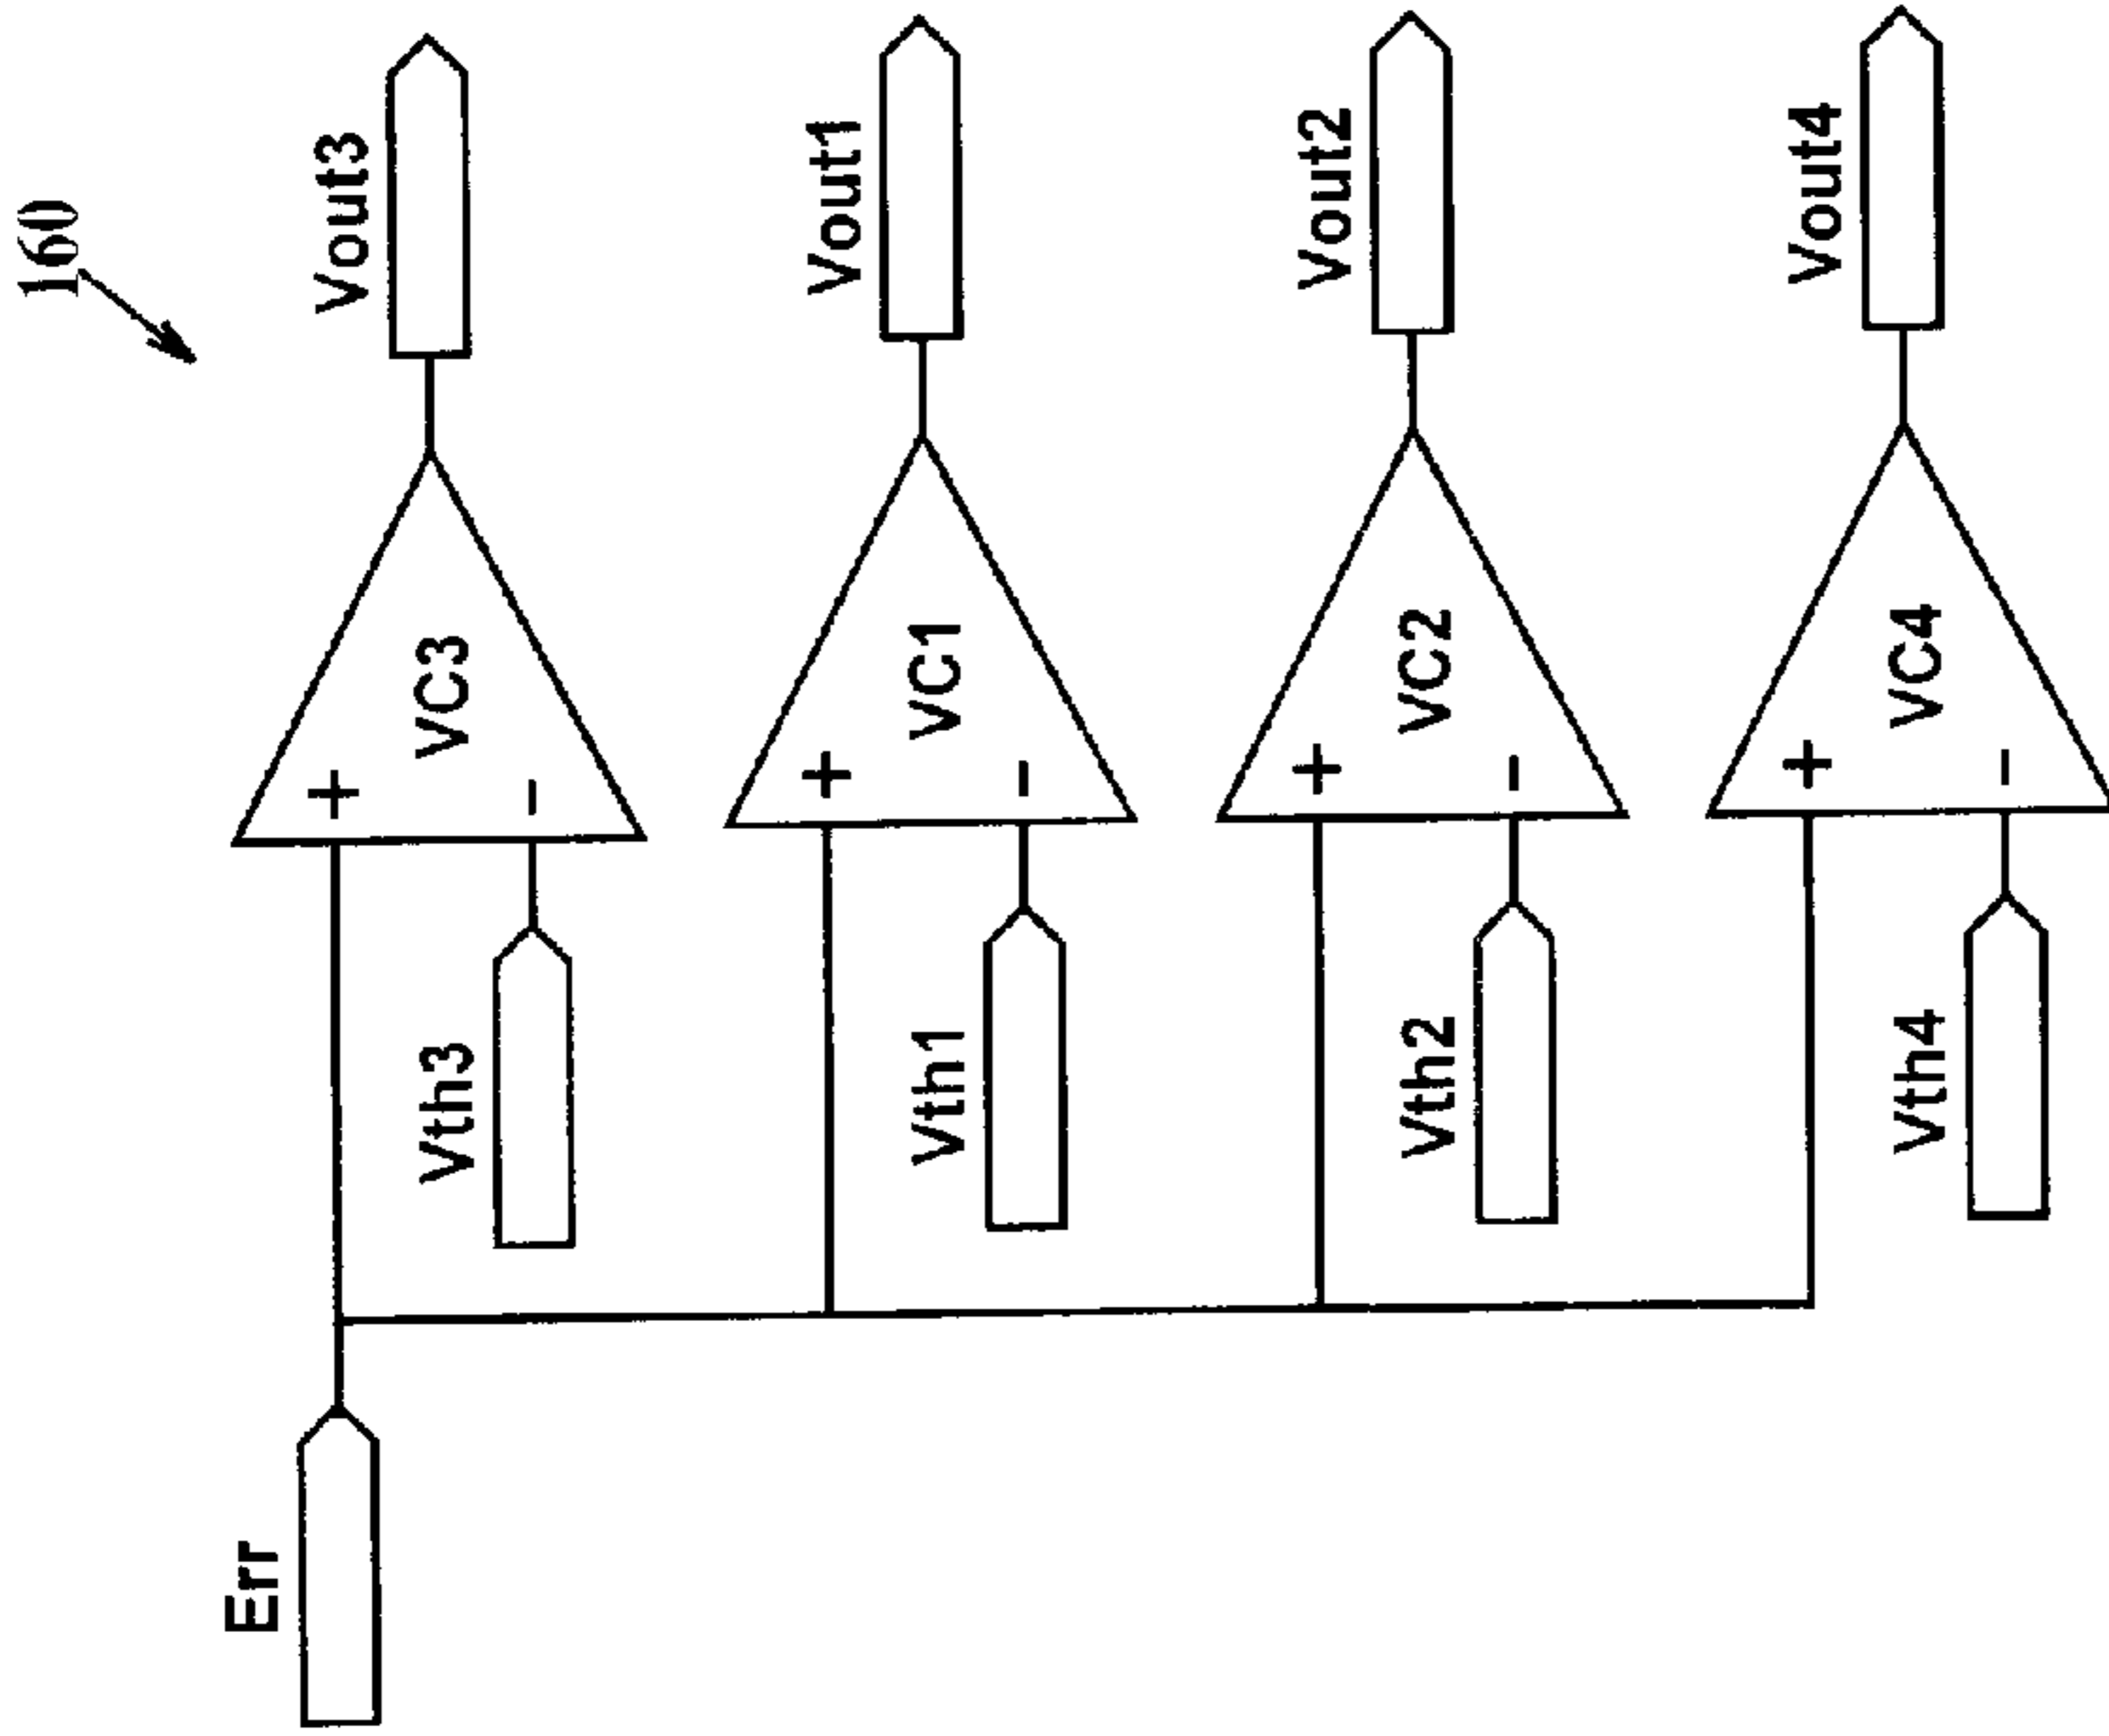 160
Err
Vth3
+
-
VC3
Vout3
Vth1
+
-
VC1
Vout1
Vth2
+
-
VC2
Vout2
Vth4
+
-
VC4
Vout4